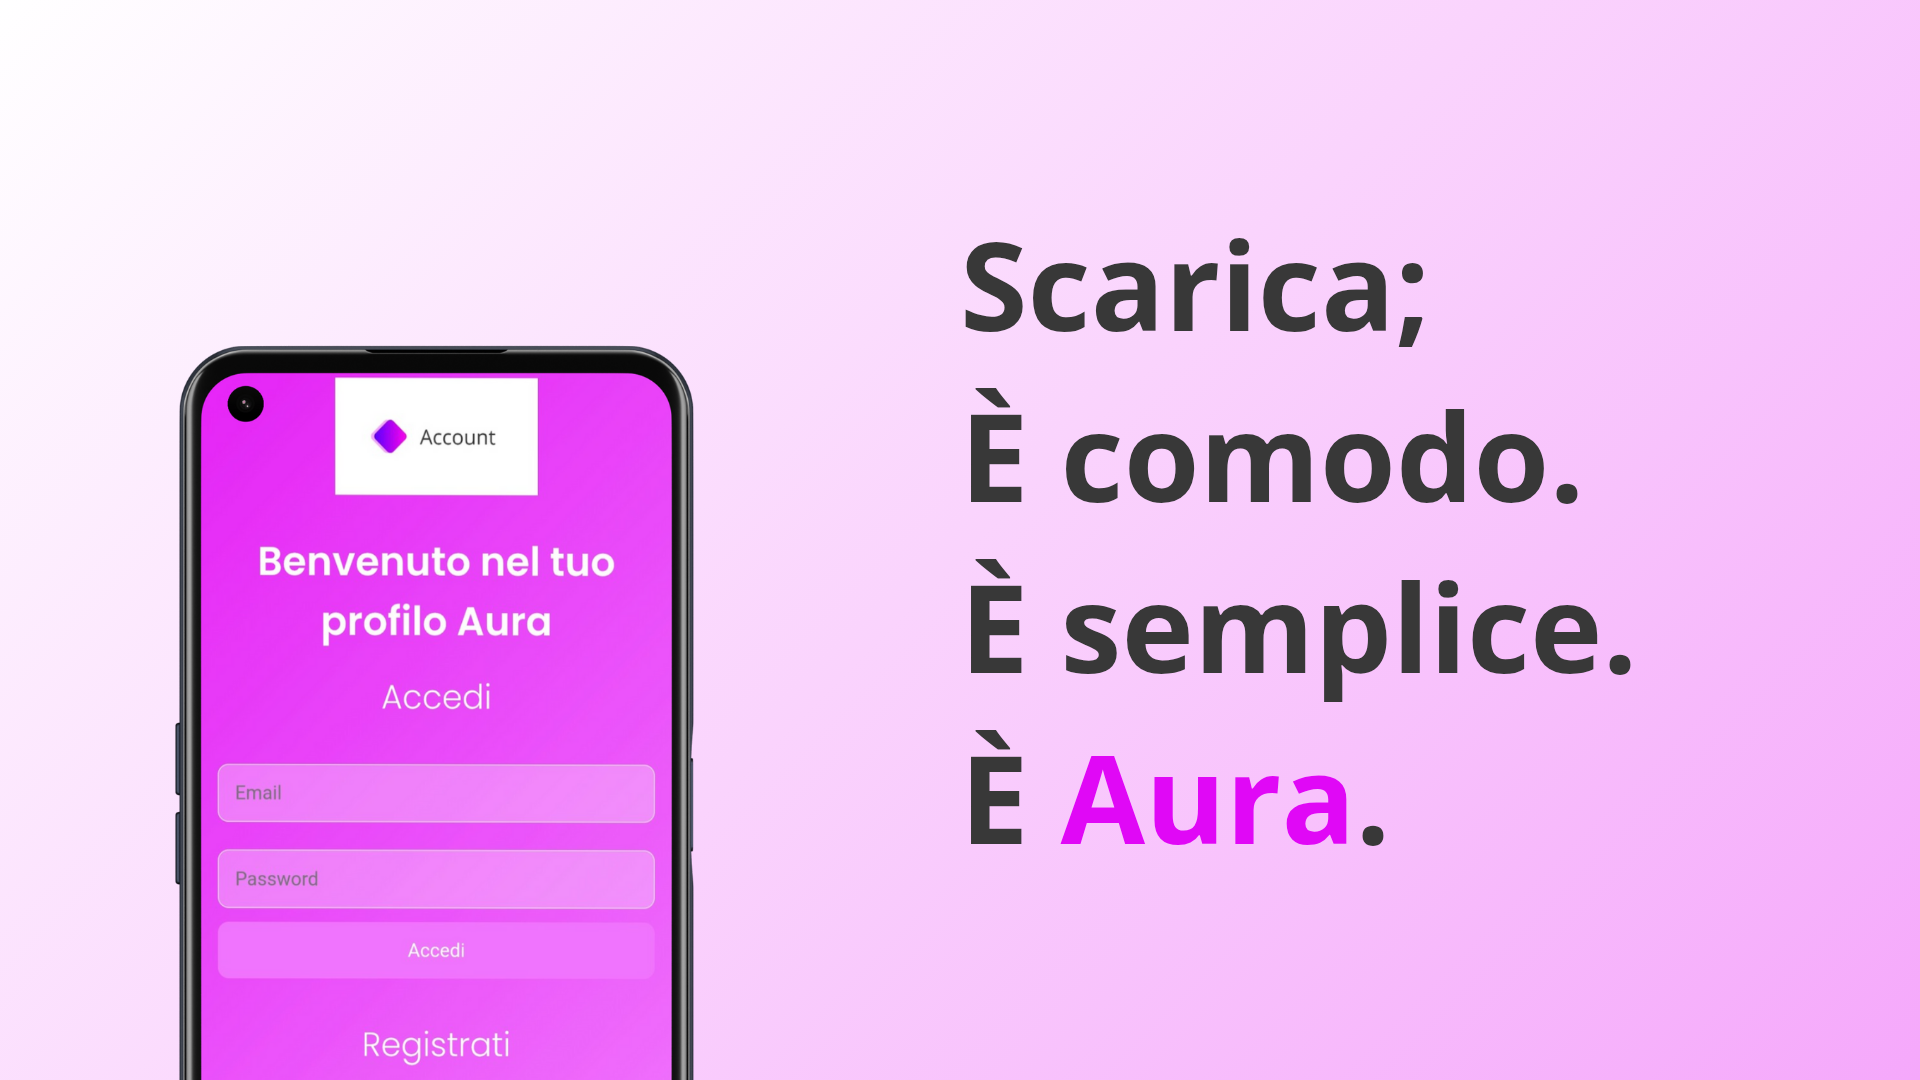 Account
Benvenuto nel tuo
profilo Aura
Accedi
Email
Password
Accedi
Registrati
Scarica;
È comodo.
È semplice.
È Aura.